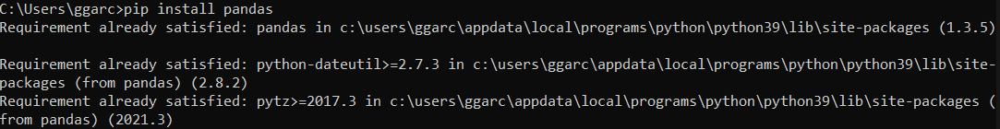 C:\Users\ggarc>pip install pandas
Requirement already satisfied: pandas in c:\users\ggarc\appdata\local\programs\python\python39\lib\site-packages (1.3.5)
Requirement already satisfied: python-dateutil>=2.7.3 in c:\users\ggarc\appdata\local\programs\python\python39\lib\site-
packages (from pandas) (2.8.2)
Requirement already satisfied: pytz>=2017.3 in c:\users\ggarc\appdata\local\programs\python\python39\lib\site-packages (
from pandas) (2021.3)